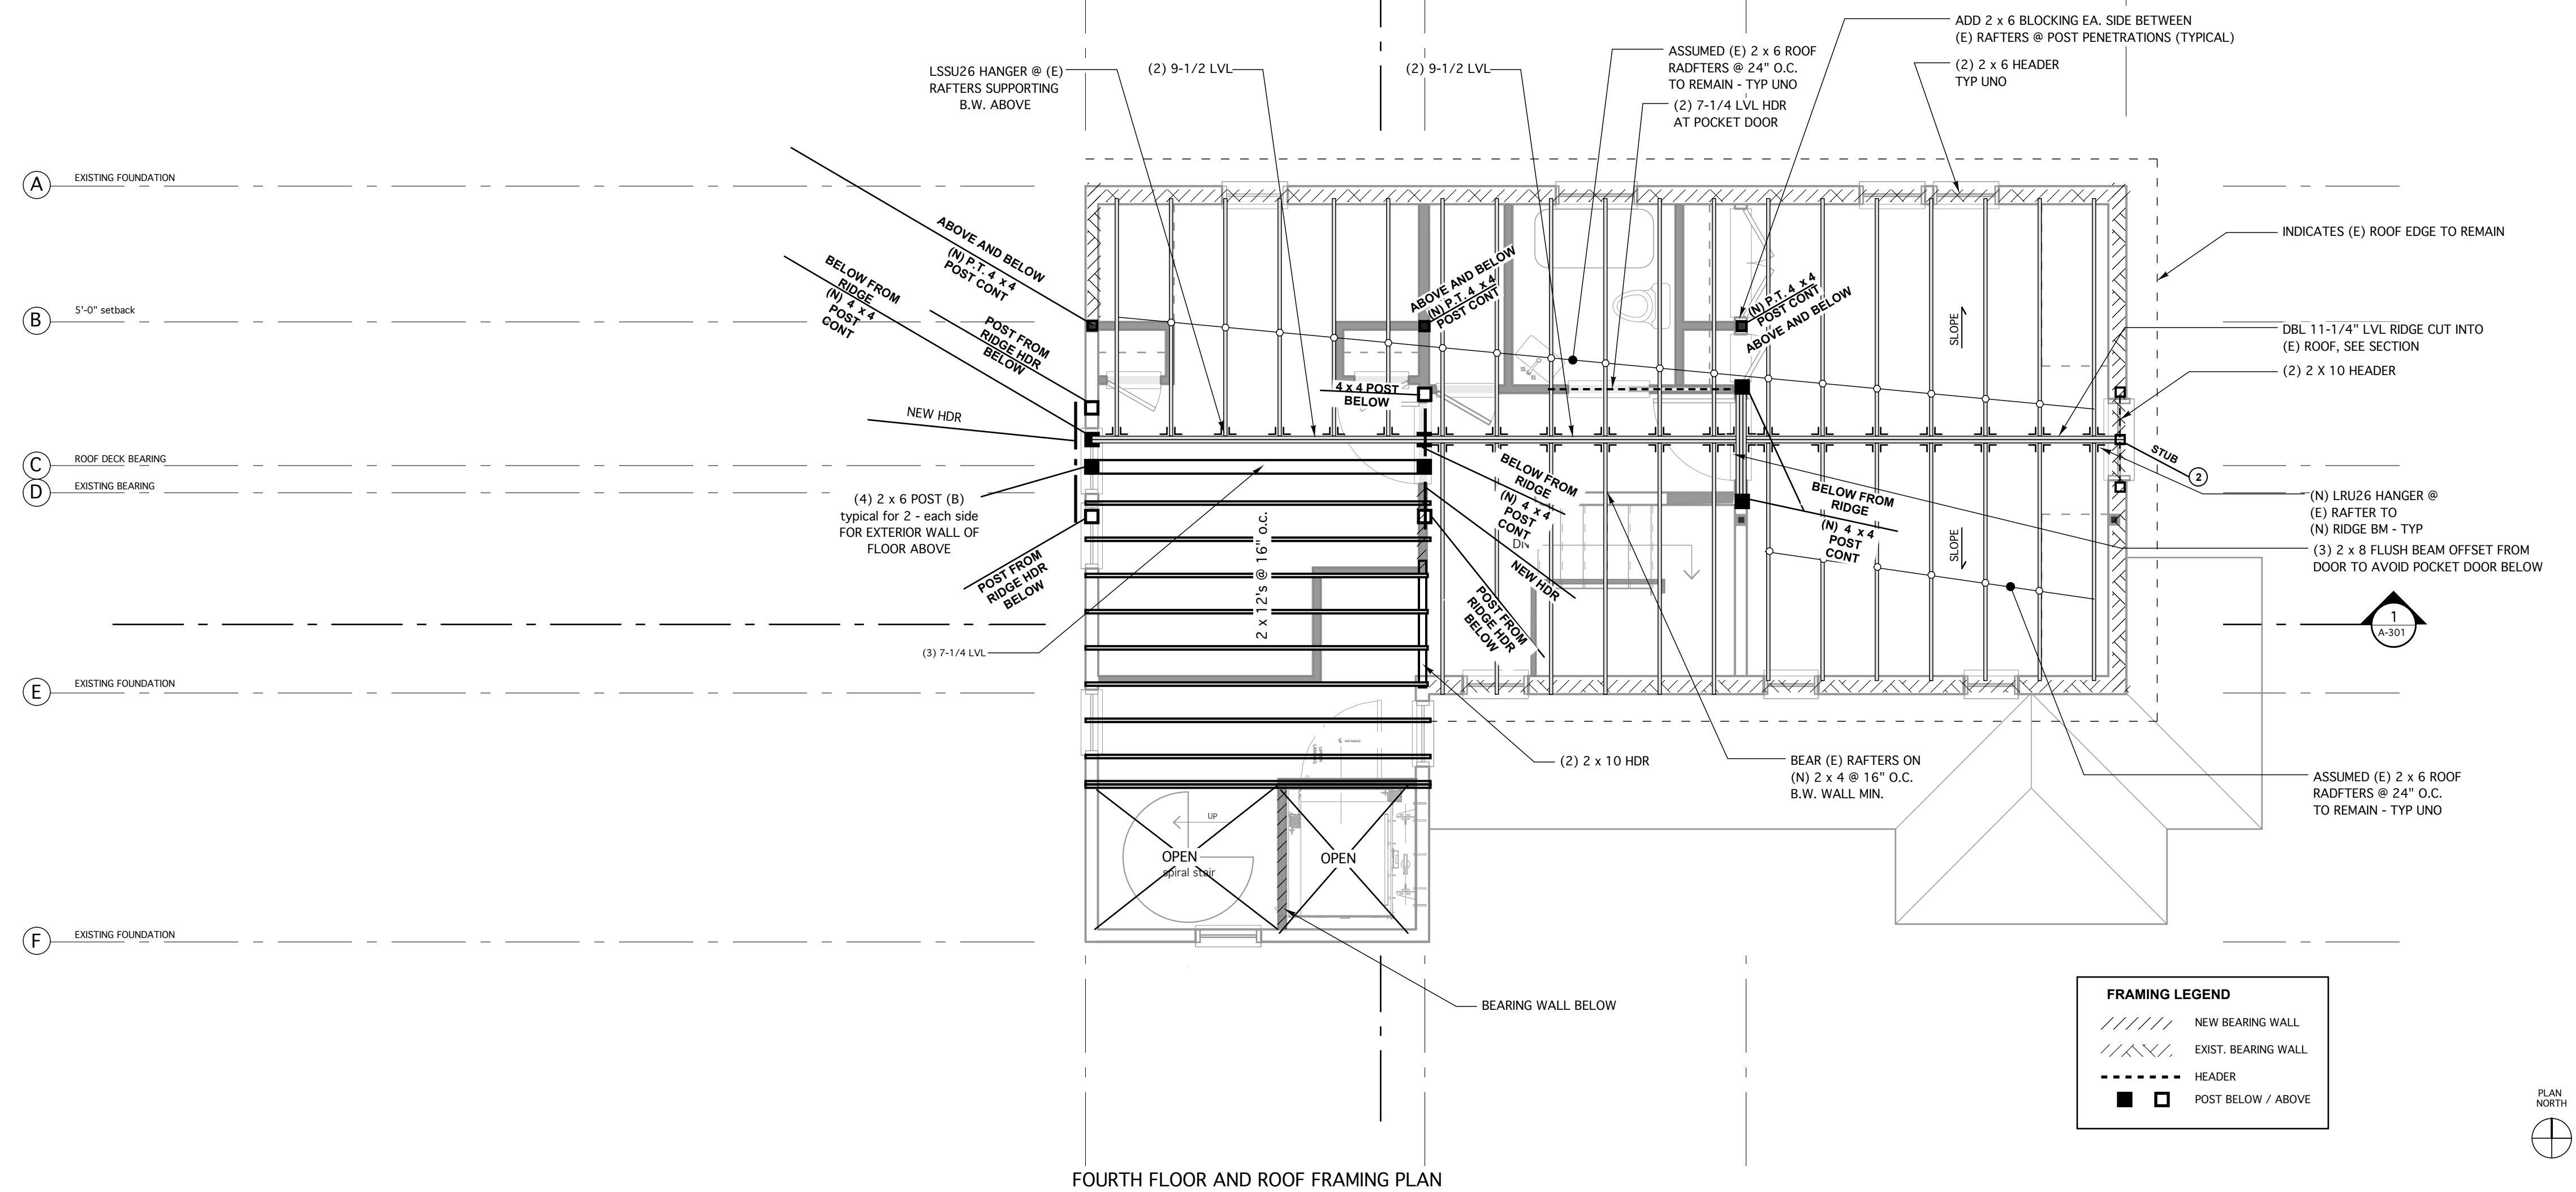 ADD 2 x 6 BLOCKING EA. SIDE BETWEEN
(E) RAFTERS @ POST PENETRATIONS (TYPICAL)
LSSU26 HANGER @ (E)
RAFTERS SUPPORTING
B.W. ABOVE
(2) 9-1/2 LVL
(2) 9-1/2 LVL
ASSUMED (E) 2 x 6 ROOF
RADFTERS @ 24" O.C.
TO REMAIN - TYP UNO
(2) 7-1/4 LVL HDR
AT POCKET DOOR
(2) 2 x 6 HEADER
TYP UNO
A
EXISTING FOUNDATION
B
5'-0" setback
C
ROOF DECK BEARING
D
EXISTING BEARING
E
EXISTING FOUNDATION
F
EXISTING FOUNDATION
ABOVE AND BELOW
(N) P.T. 4 x 4
POST CONT
BELOW FROM
RIDGE
(N) 4 x 4
POST
CONT
POST FROM
RIDGE HDR
BELOW
NEW HDR
(4) 2 x 6 POST (B)
typical for 2 - each side
FOR EXTERIOR WALL OF
FLOOR ABOVE
POST FROM
RIDGE HDR
BELOW
(3) 7-1/4 LVL
2 x 12's @ 16" o.c.
4 x 4 POST
BELOW
ABOVE AND BELOW
(N) P.T. 4 x 4
POST CONT
(N) P.T. 4 x 4
POST CONT
ABOVE AND BELOW
BELOW FROM
RIDGE
(N) 4 x 4
POST
CONT
DN
NEW HDR
POST FROM
RIDGE HDR
BELOW
BELOW FROM
RIDGE
(N) 4 x 4
POST
CONT
SLOPE
SLOPE
INDICATES (E) ROOF EDGE TO REMAIN
DBL 11-1/4" LVL RIDGE CUT INTO
(E) ROOF, SEE SECTION
(2) 2 X 10 HEADER
STUB
2
(N) LRU26 HANGER @
(E) RAFTER TO
(N) RIDGE BM - TYP
(3) 2 x 8 FLUSH BEAM OFFSET FROM
DOOR TO AVOID POCKET DOOR BELOW
1
A-301
(2) 2 x 10 HDR
BEAR (E) RAFTERS ON
(N) 2 x 4 @ 16" O.C.
B.W. WALL MIN.
ASSUMED (E) 2 x 6 ROOF
RADFTERS @ 24" O.C.
TO REMAIN - TYP UNO
UP
OPEN
spiral stair
OPEN
BEARING WALL BELOW
FRAMING LEGEND
NEW BEARING WALL
EXIST. BEARING WALL
HEADER
POST BELOW / ABOVE
PLAN
NORTH
FOURTH FLOOR AND ROOF FRAMING PLAN